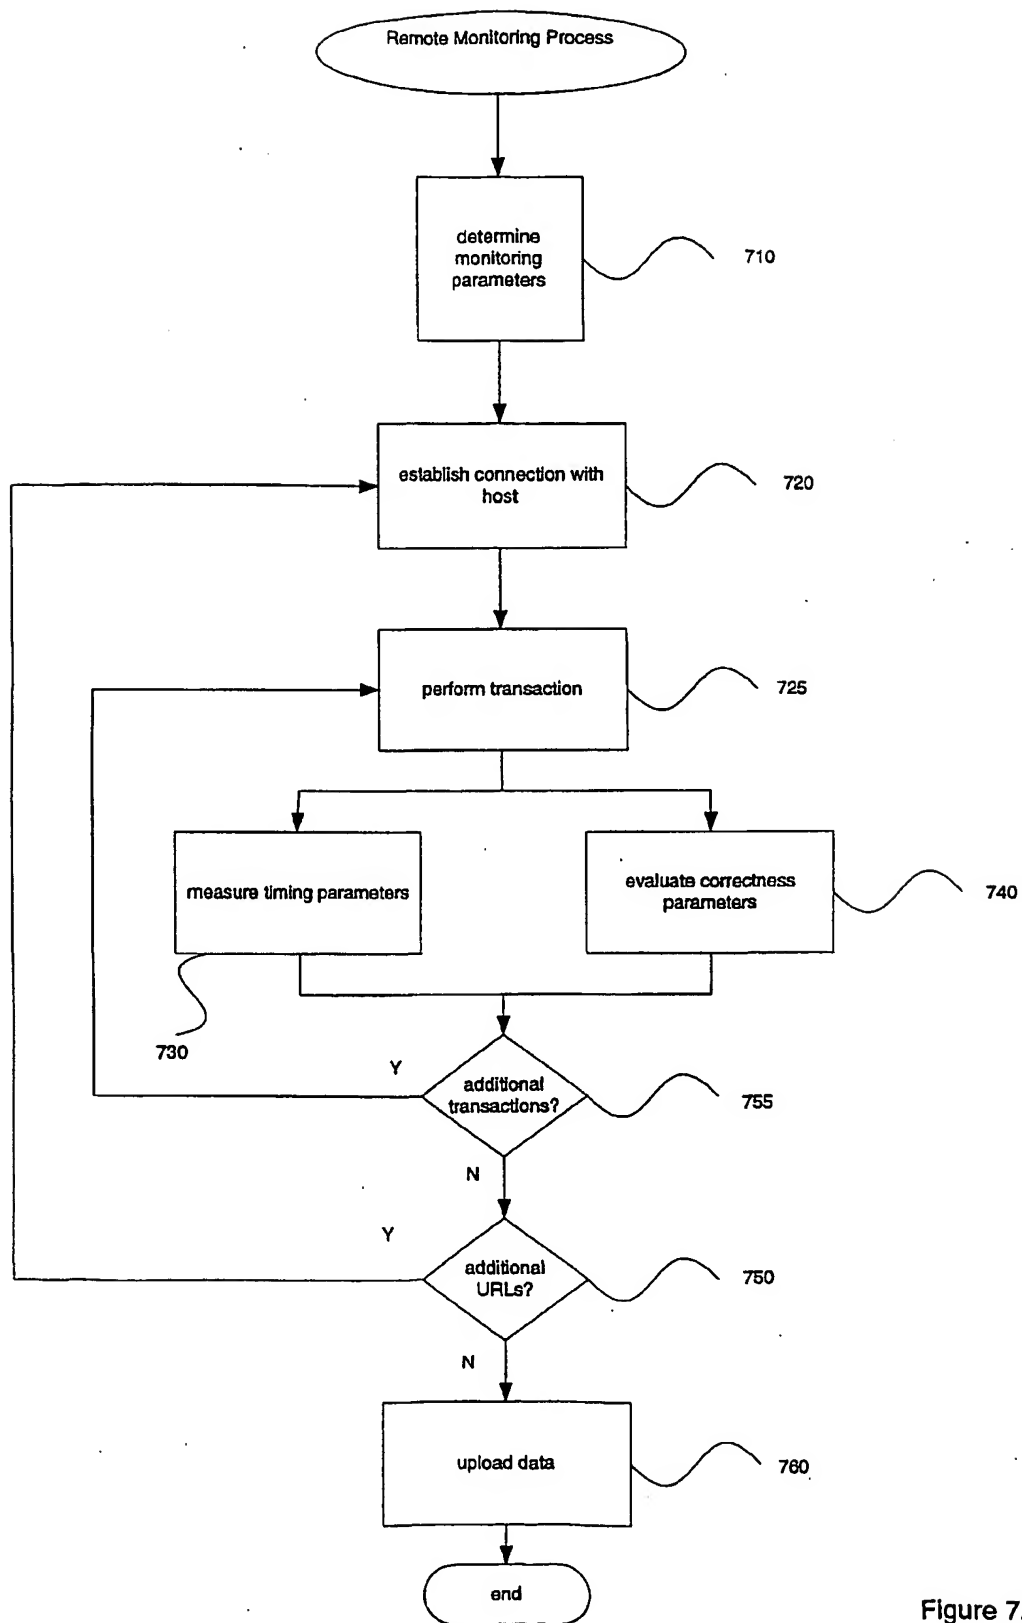 Remote Monitoring Process
determine
monitoring
parameters
710
establish connection with
host
720
perform transaction
725
measure timing parameters
evaluate correctness
parameters
740
730
Y
additional
transactions?
755
N
Y
additional
URLs?
750
N
upload data
760
end
Figure 7